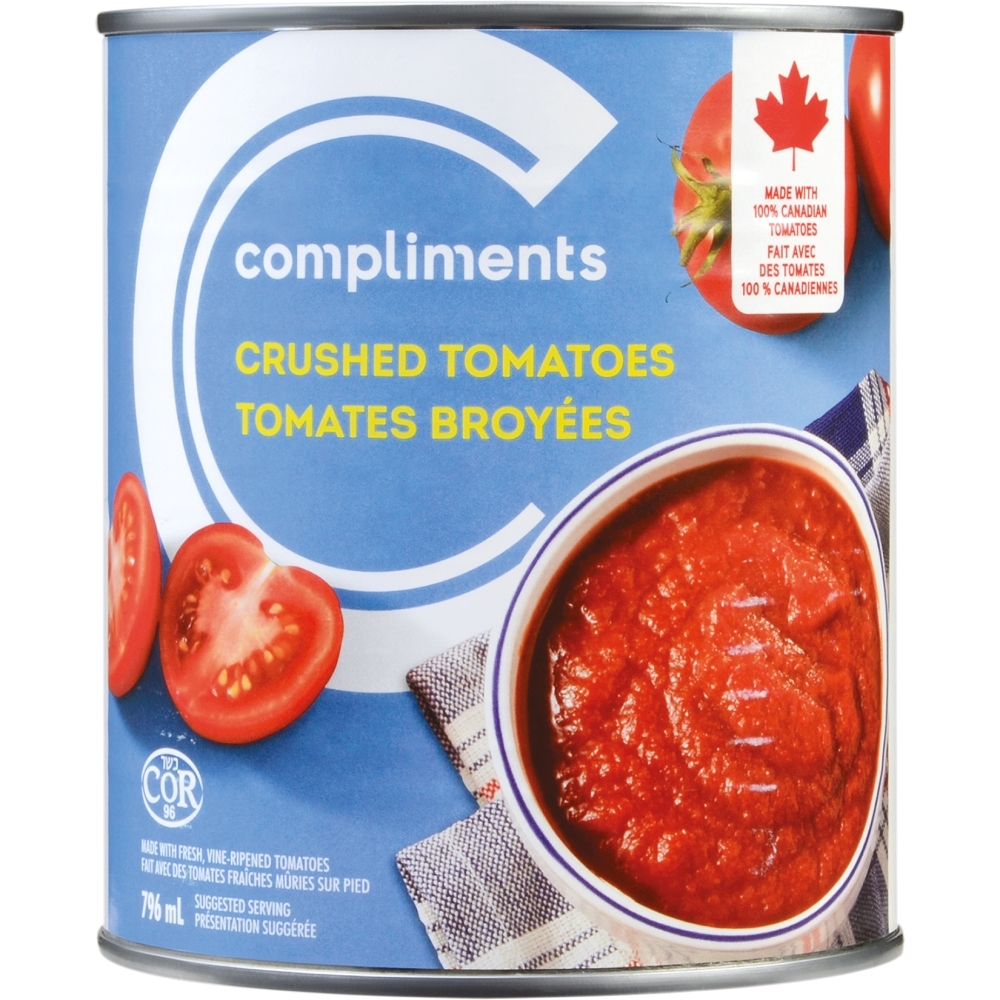 MADE WITH
100% CANADIAN
TOMATOES
FAIT AVEC
DES TOMATES
100 % CANADIENNES
compliments
CRUSHED TOMATOES
TOMATES BROYÉES
כשר
COR
96
MADE WITH FRESH, VINE-RIPENED TOMATOES
FAIT AVEC DES TOMATES FRAÎCHES MÛRIES SUR PIED
796 mL
SUGGESTED SERVING
PRÉSENTATION SUGGÉRÉE